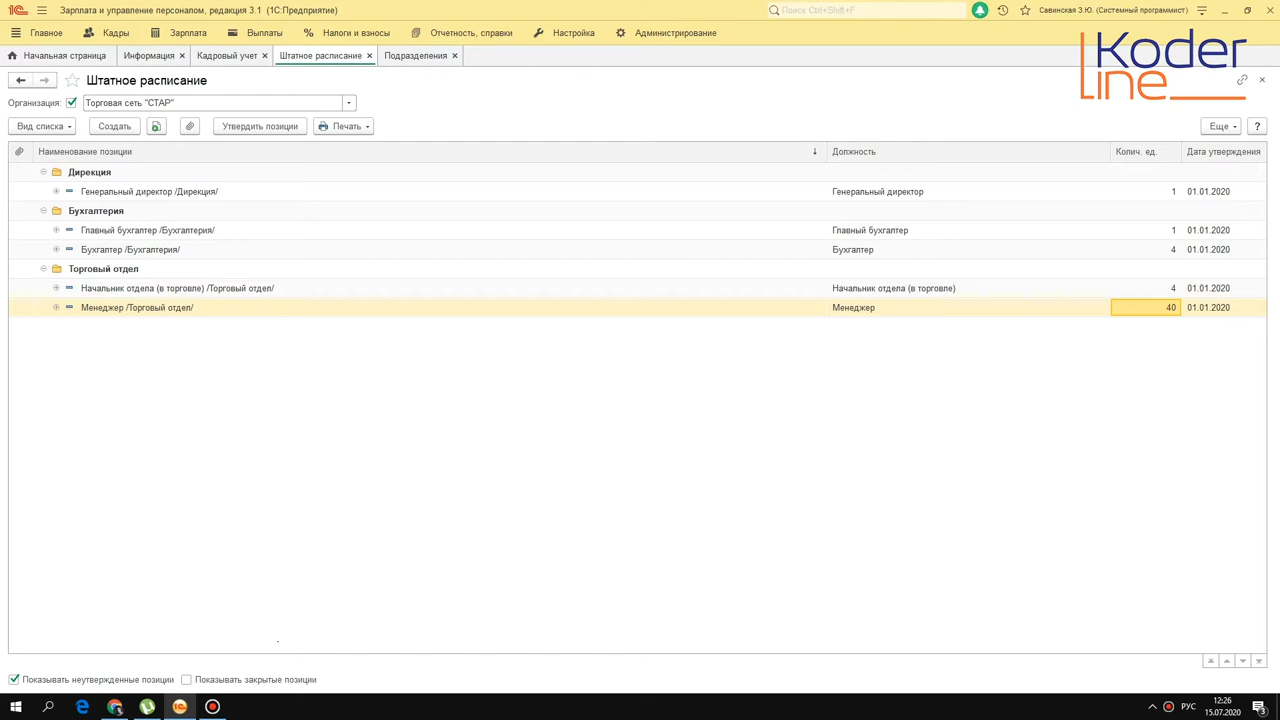 Зарплата и управление персоналом, редакция 3.1 (1С:Предприятие)
Поиск Ctrl+Shift+F
Савинская З.Ю. (Системный программист)
Главное Кадры Зарплата Выплаты Налоги и взносы Отчетность, справки Настройка Администрирование
Начальная страница Информация Кадровый учет Штатное расписание Подразделения
Koder
Line
Штатное расписание
Организация: Торговая сеть "СТАР"
Вид списка Создать Утвердить позиции Печать Еще ?
Наименование позиции Должность Колич. ед. Дата утверждения
Дирекция
Генеральный директор /Дирекция/ Генеральный директор 1 01.01.2020
Бухгалтерия
Главный бухгалтер /Бухгалтерия/ Главный бухгалтер 1 01.01.2020
Бухгалтер /Бухгалтерия/ Бухгалтер 4 01.01.2020
Торговый отдел
Начальник отдела (в торговле) /Торговый отдел/ Начальник отдела (в торговле) 4 01.01.2020
Менеджер /Торговый отдел/ Менеджер 40 01.01.2020
Показывать неутвержденные позиции Показывать закрытые позиции
РУС
12:26
15.07.2020
3